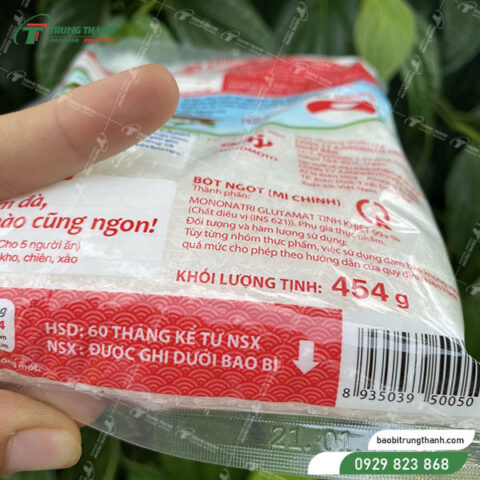 TRUNG THÀNH
BỘT NGỌT (MÌ CHÍNH)
Thành phần:
MONONATRI GLUTAMAT TINH KHIẾT 99+%
(Chất điều vị (INS 621)). Phụ gia thực phẩm.
Đối tượng và hàm lượng sử dụng:
Tùy từng nhóm thực phẩm, việc sử dụng đảm bảo không
quá mức cho phép theo hướng dẫn của quy định
KHỐI LƯỢNG TỊNH: 454 g
m đà,
ào cũng ngon!
Cho 5 người ăn)
kho, chiên, xào
HSD: 60 THÁNG KỂ TỪ NSX
NSX: ĐƯỢC GHI DƯỚI BAO BÌ
8 935039 50050
21.01
baobitrungthanh.com
0929 823 868